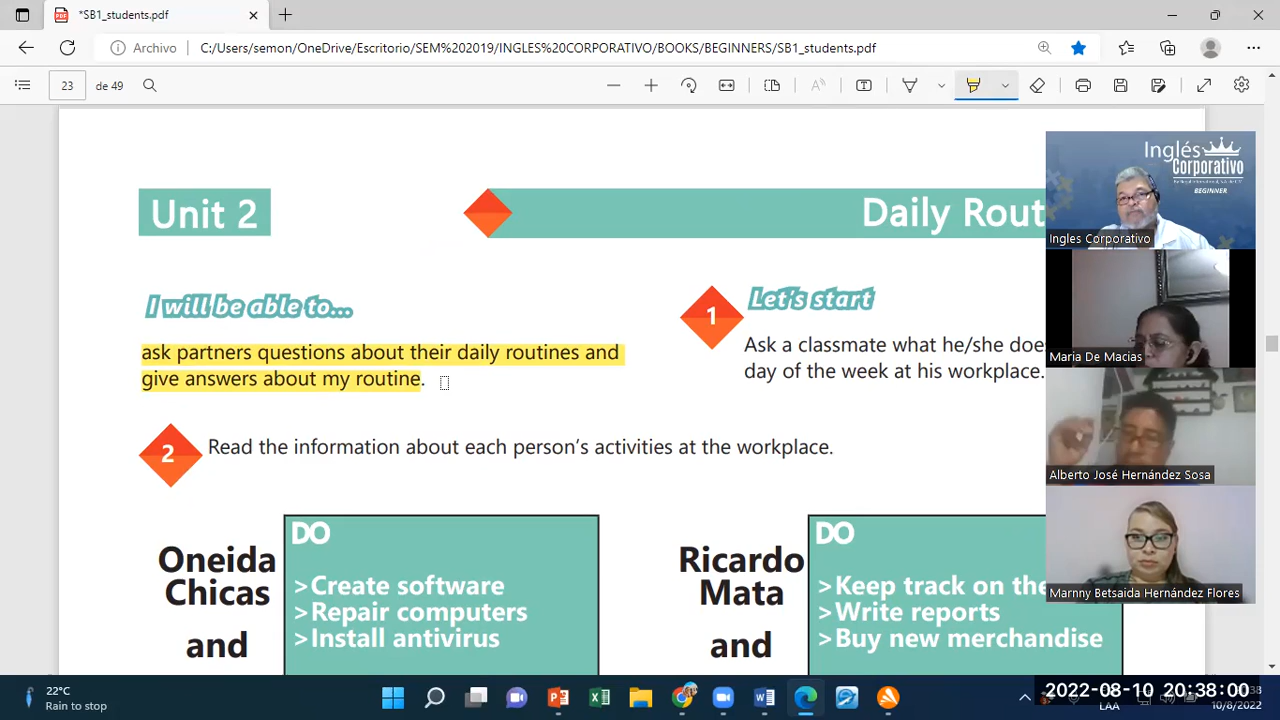 *SB1_students.pdf
Archivo
C:/Users/semon/OneDrive/Escritorio/SEM%202019/INGLES%20CORPORATIVO/BOOKS/BEGINNERS/SB1_students.pdf
23
de 49
Unit 2
Daily Rout
I will be able to...
ask partners questions about their daily routines and
give answers about my routine.
1
Let's start
Ask a classmate what he/she doe
day of the week at his workplace.
2
Read the information about each person's activities at the workplace.
Oneida
Chicas
and
DO
>Create software
>Repair computers
>Install antivirus
Ricardo
Mata
and
DO
>Keep track on the
>Write reports
>Buy new merchandise
Inglés
Corporativo
BEGINNER
Ingles Corporativo
Maria De Macias
Alberto José Hernández Sosa
Marnny Betsaida Hernández Flores
22°C
Rain to stop
LAA
2022-08-10 20:38:00
10/8/2022